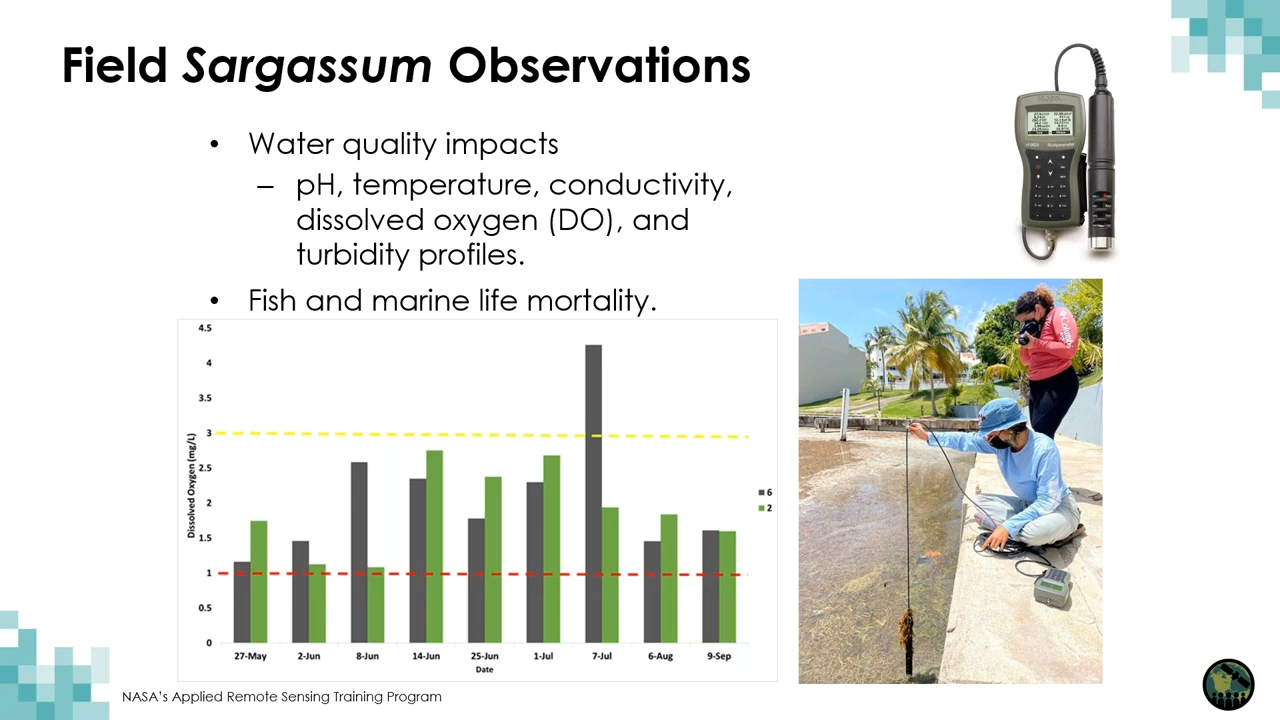 Field Sargassum Observations
• Water quality impacts
– pH, temperature, conductivity,
dissolved oxygen (DO), and
turbidity profiles.
• Fish and marine life mortality.
4.5
4
3.5
3
2.5
2
1.5
1
0.5
0
Dissolved Oxygen (mg/L)
27-May 2-Jun 8-Jun 14-Jun 25-Jun 1-Jul 7-Jul 6-Aug 9-Sep
Date
6
2
NASA's Applied Remote Sensing Training Program